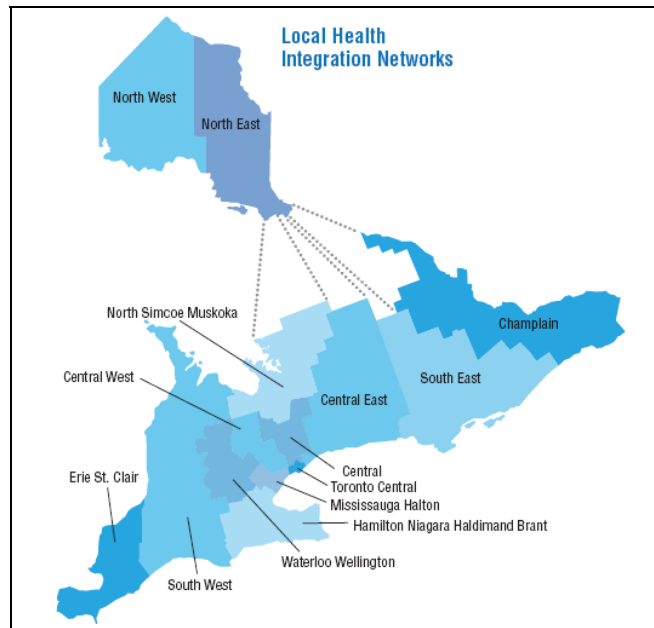 Local Health
Integration Networks
North West
North East
North Simcoe Muskoka
Champlain
Central West
South East
Central East
Erie St. Clair
Central
Toronto Central
Mississauga Halton
Hamilton Niagara Haldimand Brant
Waterloo Wellington
South West